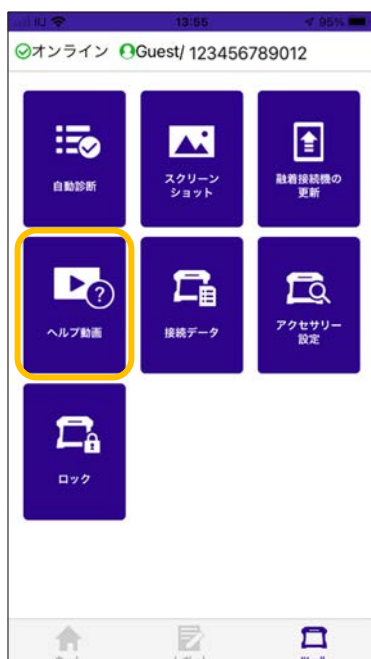 IIJ 13:55 95%
オンライン Guest/ 123456789012
自動診断
スクリーン
ショット
融着接続機の
更新
?
ヘルプ動画
接続データ
アクセサリー
設定
ロック